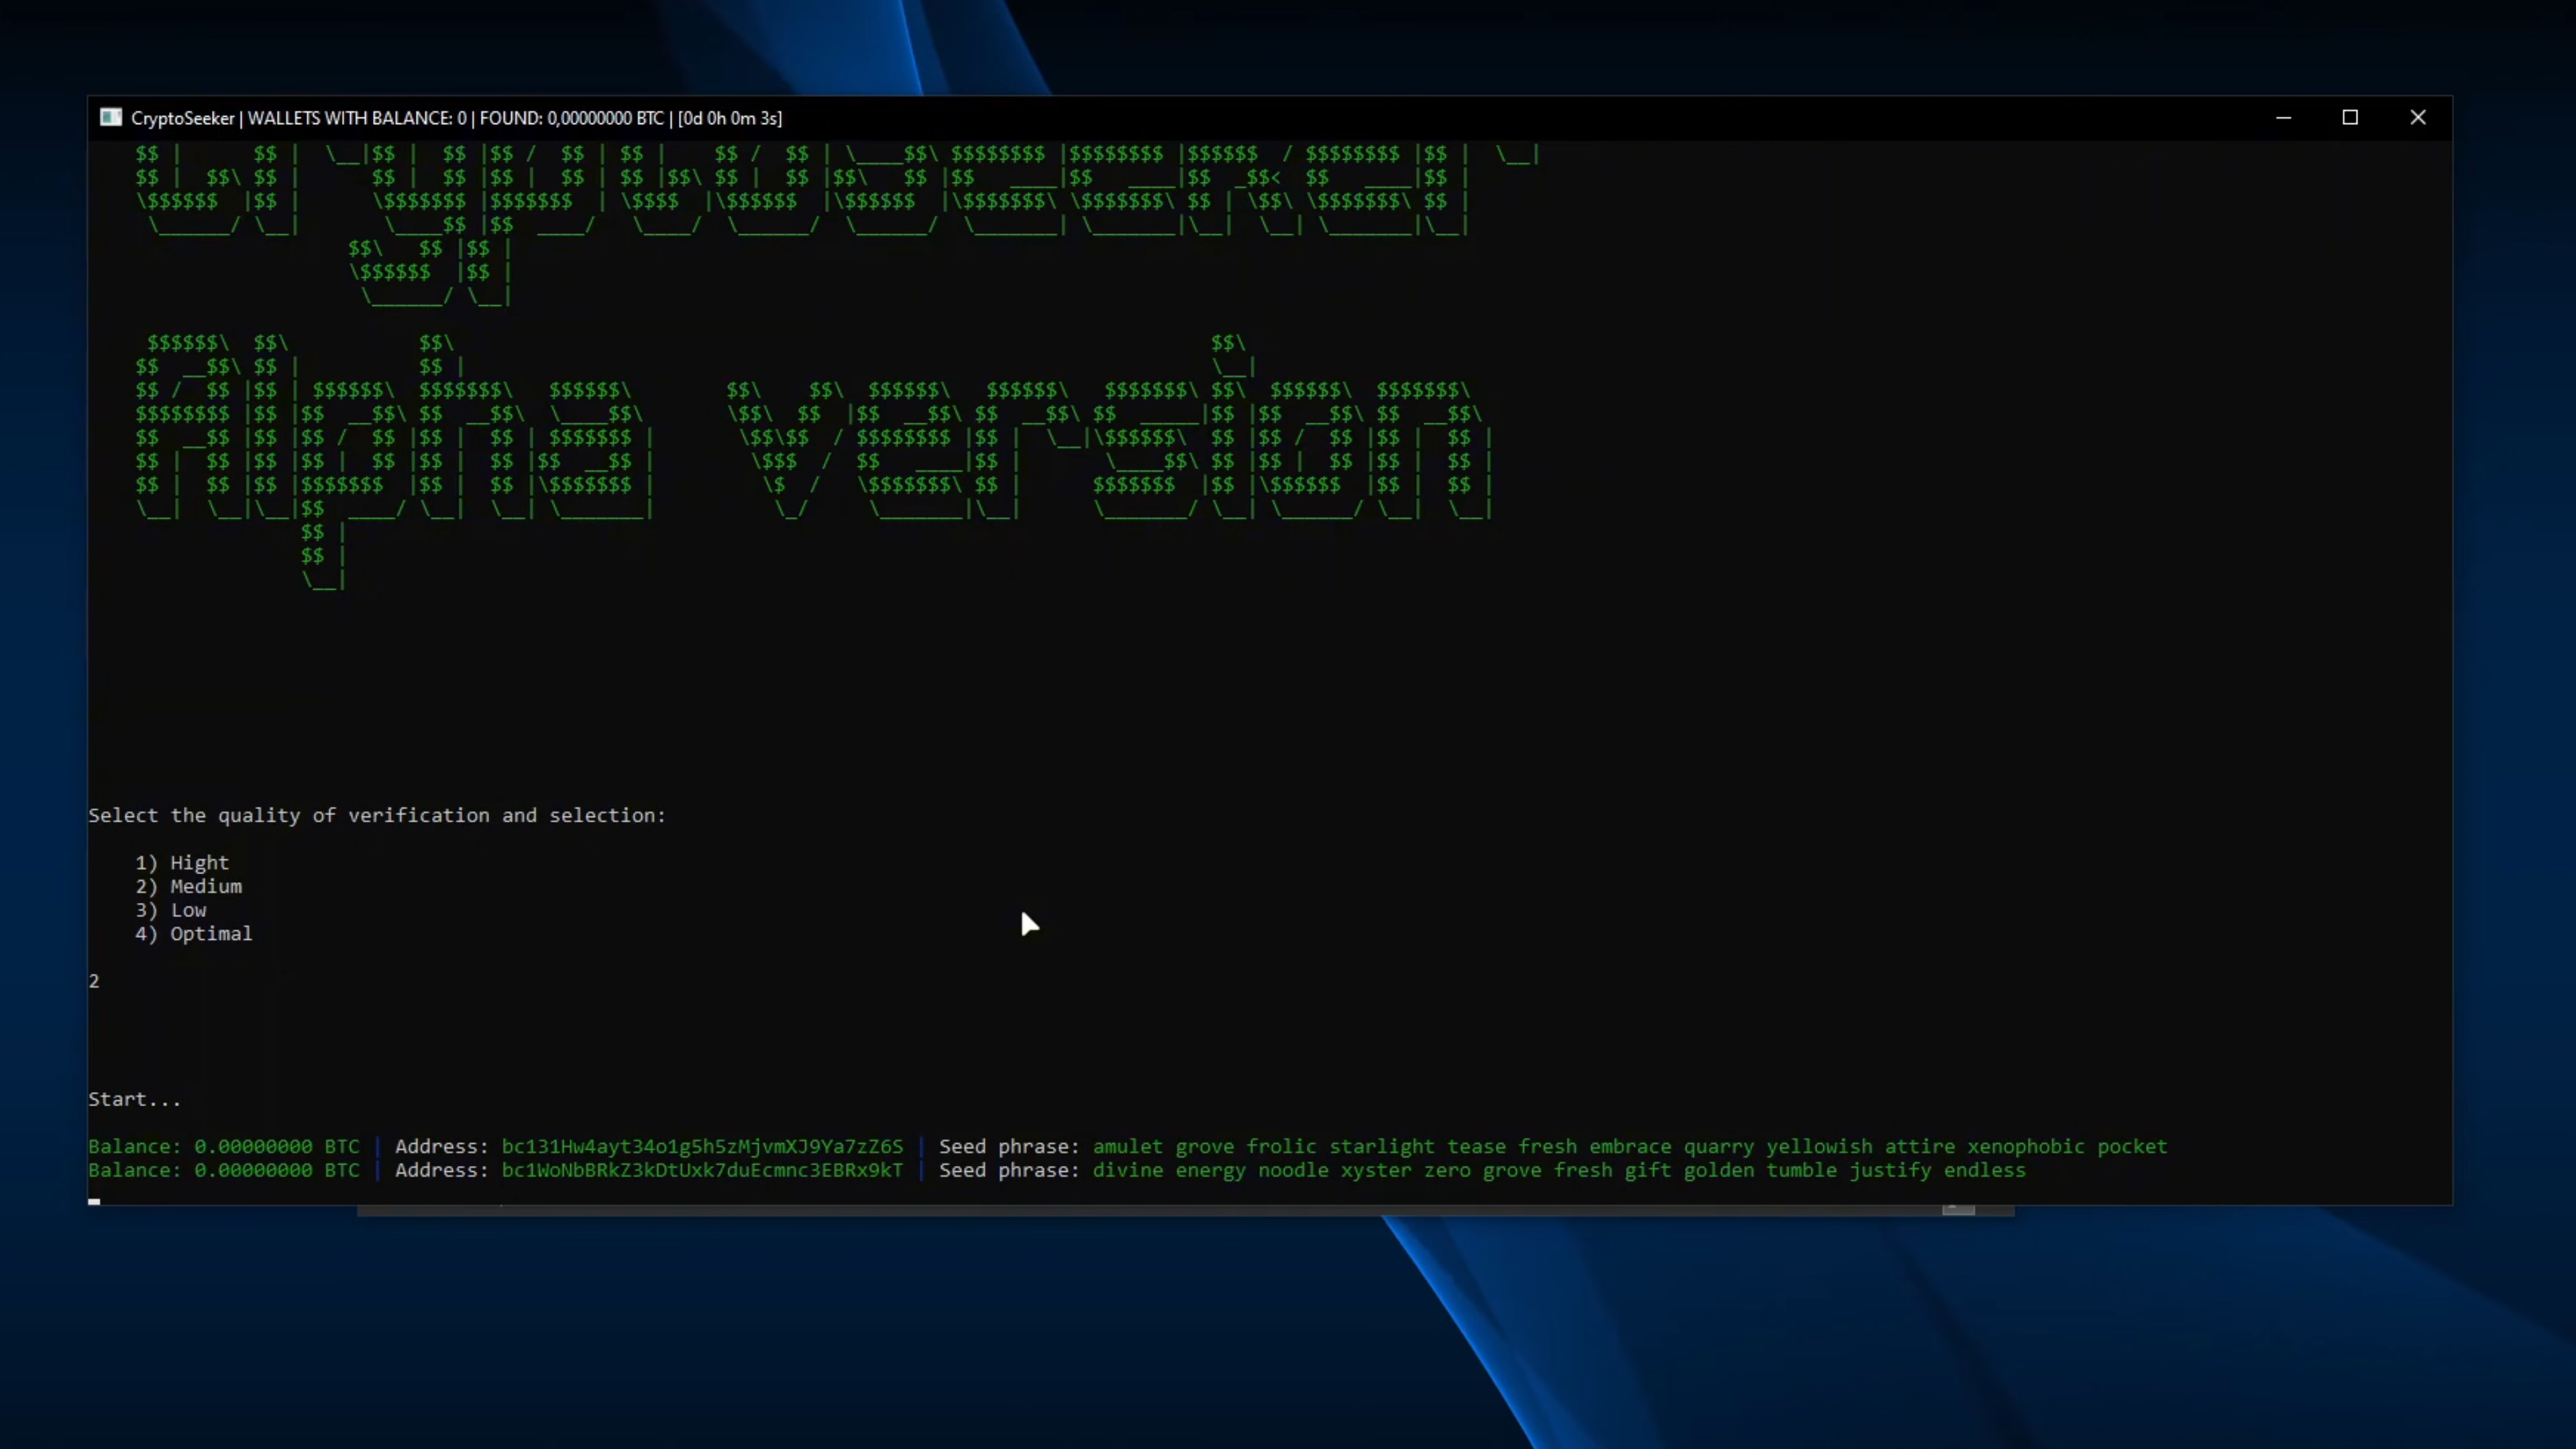 CryptoSeeker | WALLETS WITH BALANCE: 0 | FOUND: 0,00000000 BTC | [0d 0h 0m 3s]
CryptoSeeker
Alpha version
Select the quality of verification and selection:
1) Hight
2) Medium
3) Low
4) Optimal
2
Start...
Balance: 0.00000000 BTC | Address: bc131Hw4ayt34o1g5h5zMjvmXJ9Ya7zZ6S | Seed phrase: amulet grove frolic starlight tease fresh embrace quarry yellowish attire xenophobic pocket
Balance: 0.00000000 BTC | Address: bc1WoNbBRkZ3kDtUxk7duEcmnc3EBRx9kT | Seed phrase: divine energy noodle xyster zero grove fresh gift golden tumble justify endless